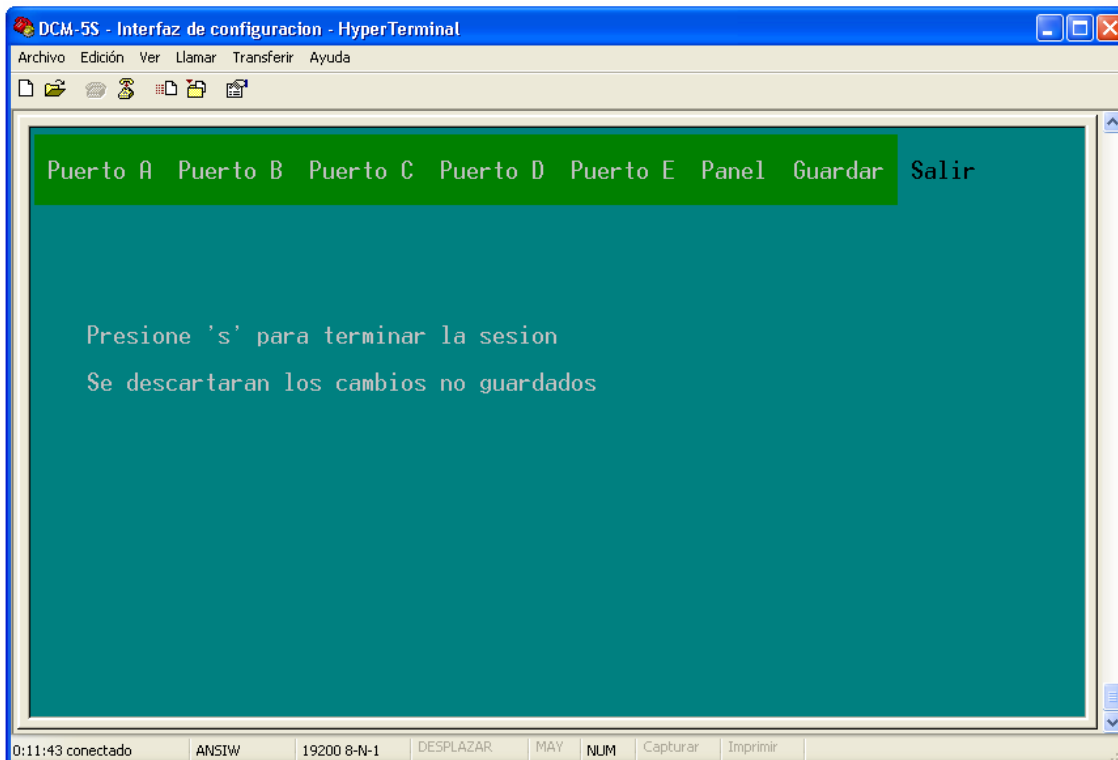 DCM-5S - Interfaz de configuracion - HyperTerminal
Archivo Edición Ver Llamar Transferir Ayuda
Puerto A Puerto B Puerto C Puerto D Puerto E Panel Guardar Salir
Presione 's' para terminar la sesion
Se descartaran los cambios no guardados
0:11:43 conectado ANSIW 19200 8-N-1 DESPLAZAR MAY NUM Capturar Imprimir